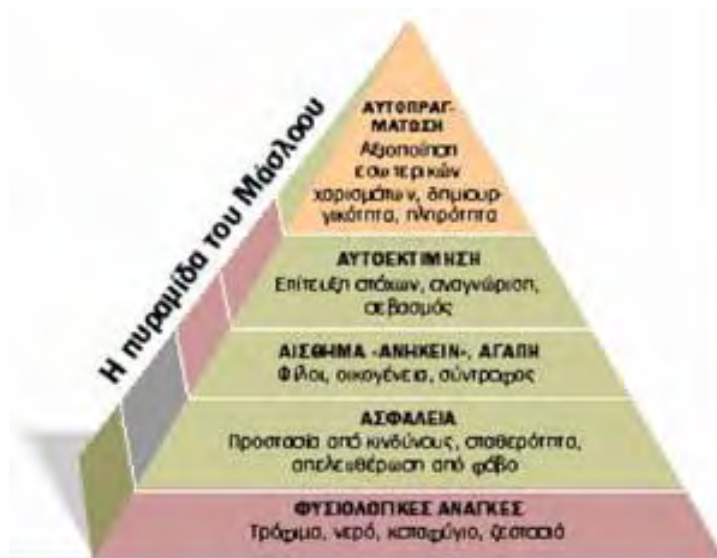 Η πυραμίδα του Μάσλοου
ΑΥΤΟΠΡΑΓ-
ΜΑΤΩΣΗ
Αξιοποίηση
εσωτερικών
χαρισμάτων, δημιουρ-
γικότητα, πληρότητα
ΑΥΤΟΕΚΤΙΜΗΣΗ
Επίτευξη στόχων, αναγνώριση,
σεβασμός
ΑΙΣΘΗΜΑ «ΑΝΗΚΕΙΝ», ΑΓΑΠΗ
Φίλοι, οικογένεια, σύντροφος
ΑΣΦΑΛΕΙΑ
Προστασία από κινδύνους, σταθερότητα,
απελευθέρωση από φόβο
ΦΥΣΙΟΛΟΓΙΚΕΣ ΑΝΑΓΚΕΣ
Τρόφιμα, νερό, καταφύγιο, ζεστασιά